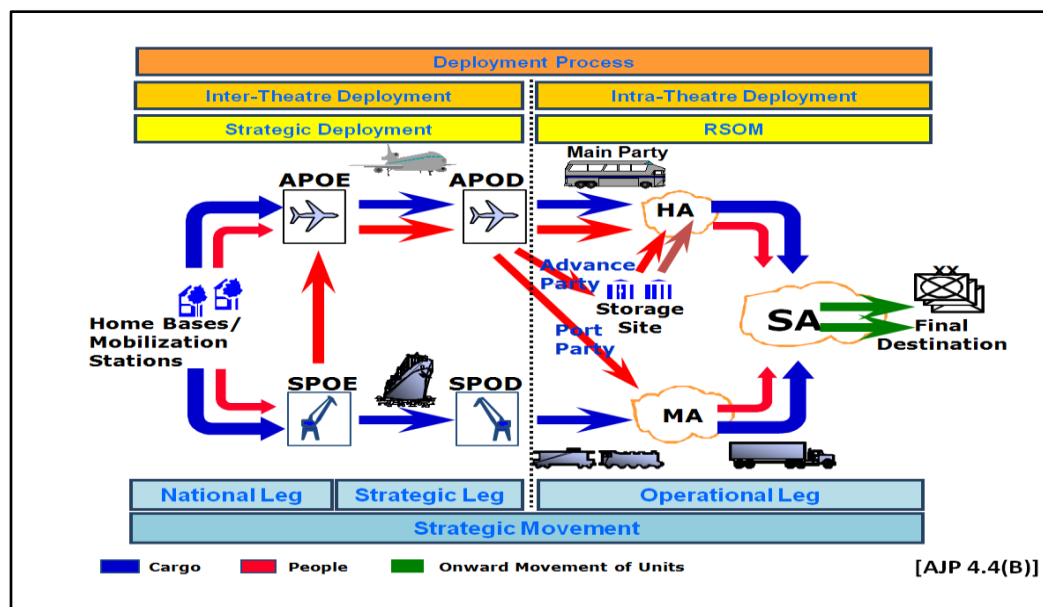 Deployment Process
Inter-Theatre Deployment
Intra-Theatre Deployment
Strategic Deployment
RSOM
Main Party
APOE
APOD
HA
Advance
Party
Storage
Site
Port
Party
Home Bases/
Mobilization
Stations
XX
SA
Final
Destination
SPOE
SPOD
MA
National Leg
Strategic Leg
Operational Leg
Strategic Movement
Cargo
People
Onward Movement of Units
[AJP 4.4(B)]